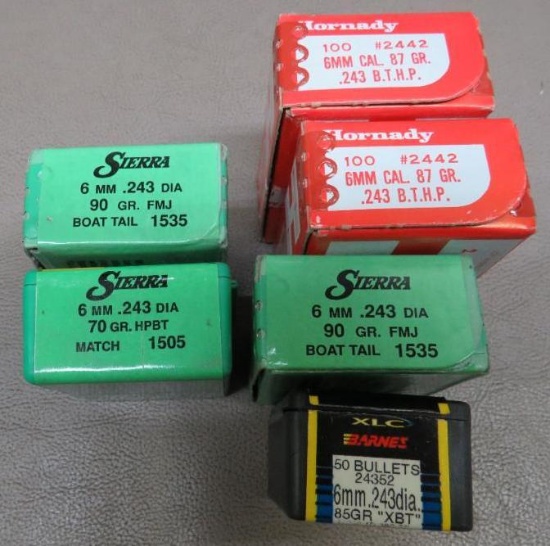 Hornady
100 #2442
6MM CAL. 87 GR.
.243 B.T.H.P.
Hornady
100 #2442
6MM CAL. 87 GR.
.243 B.T.H.P.
SIERRA
6 MM .243 DIA
90 GR. FMJ
BOAT TAIL 1535
SIERRA
6 MM .243 DIA
70 GR. HPBT
MATCH 1505
SIERRA
6 MM .243 DIA
90 GR. FMJ
BOAT TAIL 1535
XLC
BARNES
50 BULLETS
24352
6mm.243dia.
85GR "XBT"